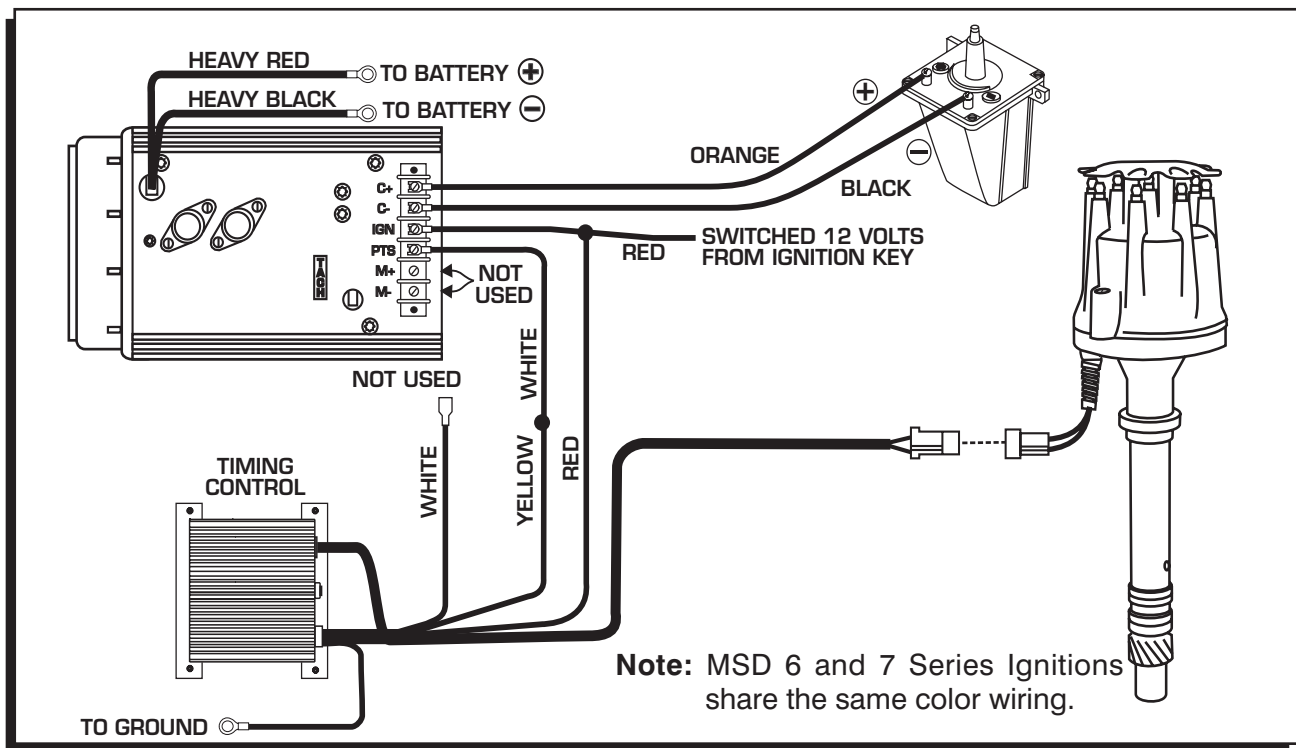 HEAVY RED
TO BATTERY +
HEAVY BLACK
TO BATTERY −
+
ORANGE
−
BLACK
C+
C-
IGN
PTS
M+
M-
TACH
NOT
USED
RED
SWITCHED 12 VOLTS
FROM IGNITION KEY
NOT USED
WHITE
WHITE
YELLOW
RED
TIMING
CONTROL
TO GROUND
Note: MSD 6 and 7 Series Ignitions
share the same color wiring.